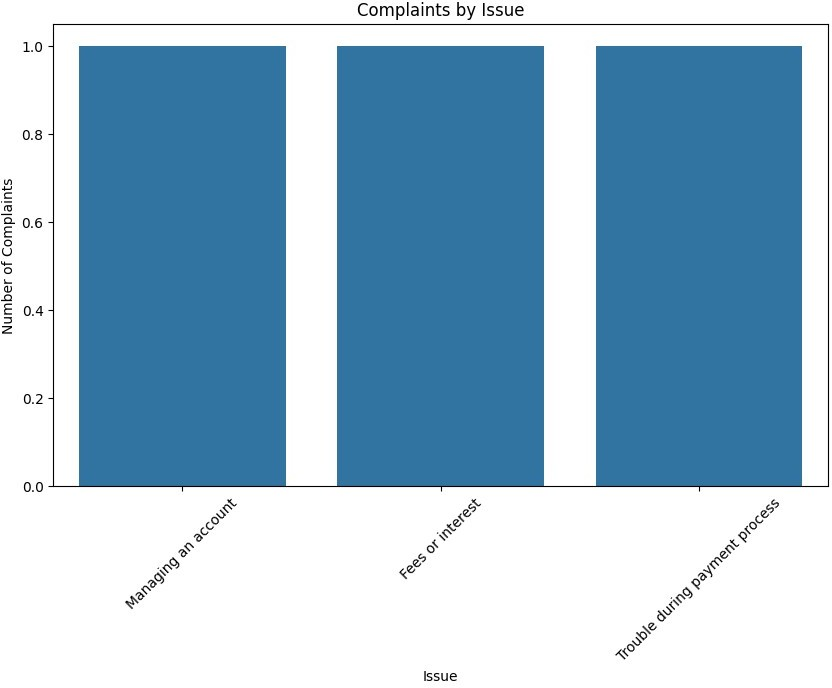 Complaints by Issue
Number of Complaints
1.0
0.8
0.6
0.4
0.2
0.0
Managing an account
Fees or interest
Trouble during payment process
Issue